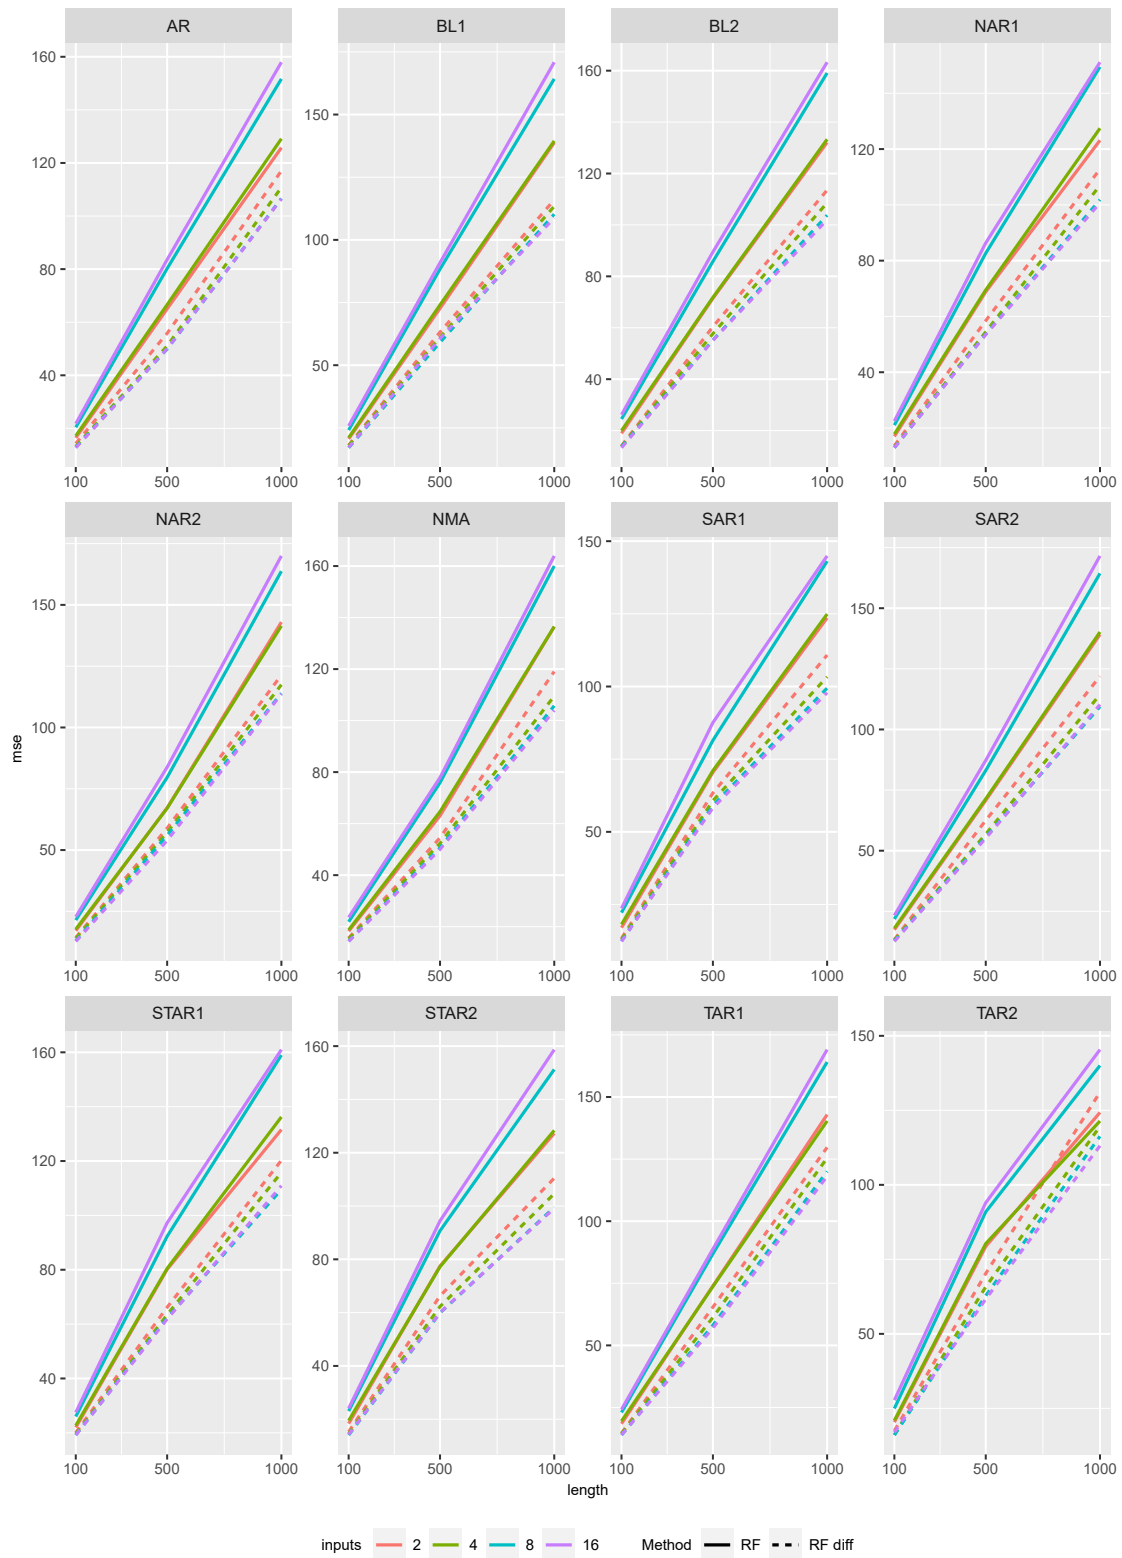 AR BL1 BL2 NAR1
160 120 80 40
150 100 50
160 120 80 40
120 80 40
100 500 1000 100 500 1000 100 500 1000 100 500 1000
NAR2 NMA SAR1 SAR2
150 100 50
160 120 80 40
150 100 50
150 100 50
mse
100 500 1000 100 500 1000 100 500 1000 100 500 1000
STAR1 STAR2 TAR1 TAR2
160 120 80 40
160 120 80 40
150 100 50
150 100 50
100 500 1000 100 500 1000 100 500 1000 100 500 1000
length
inputs 2 4 8 16 Method RF RF diff